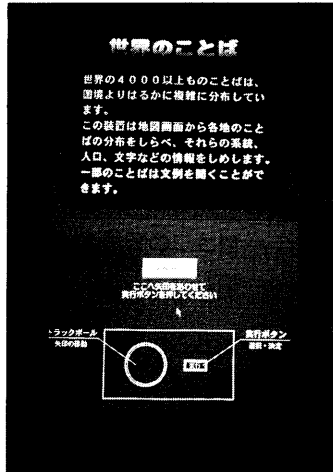 世界のことば
世界の4000以上ものことばは、
国境よりはるかに複雑に分布してい
ます。
この装置は地図画面から各地のこと
ばの分布をしらべ、それらの系統、
人口、文字などの情報をしめします。
一部のことばは文例を聞くことがで
きます。
ここへ矢印をあわせて
実行ボタンを押してください
トラックボール
矢印の移動
実行ボタン
選択・決定
実行